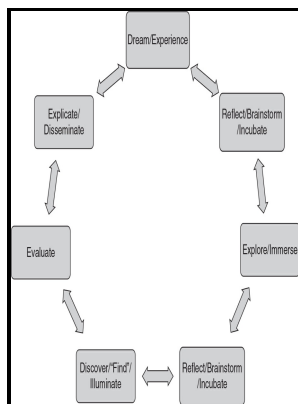 Dream/Experience
Explicate/
Disseminate
Reflect/Brainstorm
/Incubate
Evaluate
Explore/Immerse
Discover/"Find"/
Illuminate
Reflect/Brainstorm
/Incubate